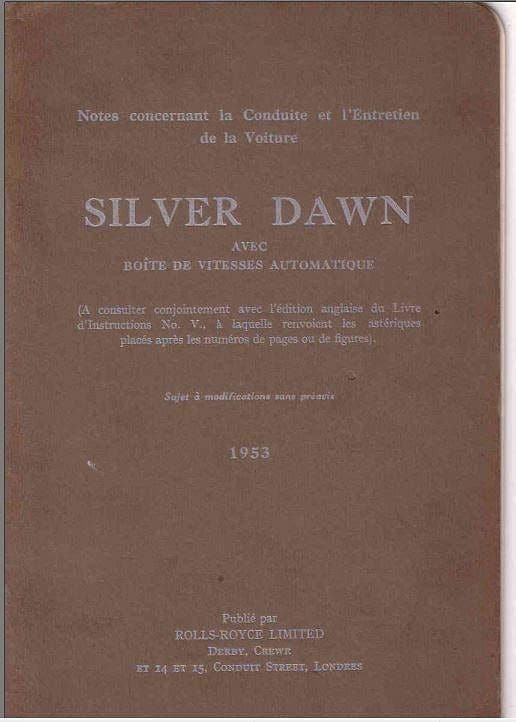 Notes concernant la Conduite et l'Entretien
de la Voiture
SILVER DAWN
AVEC
BOÎTE DE VITESSES AUTOMATIQUE
(A consulter conjointement avec l'édition anglaise du Livre
d'Instructions No. V., à laquelle renvoient les astériques
placés après les numéros de pages ou de figures).
Sujet à modifications sans préavis
1953
Publié par
ROLLS-ROYCE LIMITED
DERBY, CREWE
ET 14 ET 15, CONDUIT STREET, LONDRES